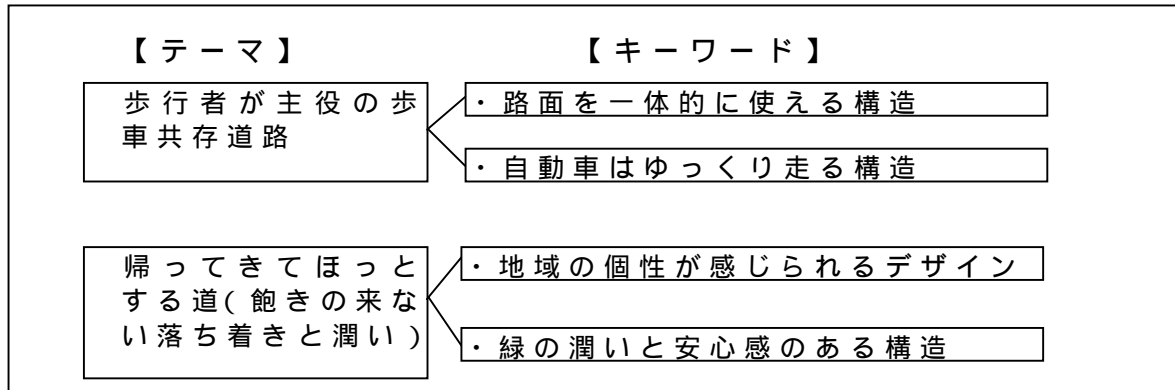 【テーマ】
【キーワード】
歩行者が主役の歩
車共存道路
・路面を一体的に使える構造
・自動車はゆっくり走る構造
帰ってきてほっと
する道(飽きの来な
い落ち着きと潤い)
・地域の個性が感じられるデザイン
・緑の潤いと安心感のある構造